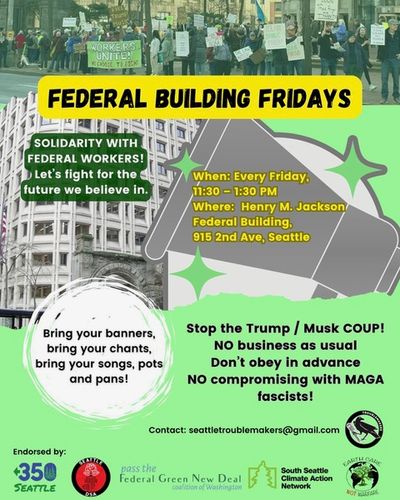 WORKERS
UNITE!
FEDERAL BUILDING FRIDAYS
SOLIDARITY WITH
FEDERAL WORKERS!
Let's fight for the
future we believe in.
When: Every Friday,
11:30 – 1:30 PM
Where: Henry M. Jackson
Federal Building,
915 2nd Ave, Seattle
Bring your banners,
bring your chants,
bring your songs, pots
and pans!
Stop the Trump / Musk COUP!
NO business as usual
Don't obey in advance
NO compromising with MAGA
fascists!
Contact: seattletroublemakers@gmail.com
Endorsed by:
+350
SEATTLE
SEATTLE
DSA
pass the
Federal Green New Deal
coalition of Washington
South Seattle
Climate Action
Network
EARTH CARE
NOT WARFARE